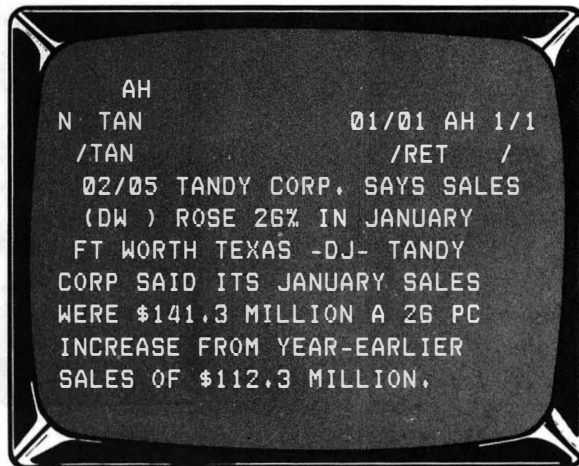 AH
N TAN 01/01 AH 1/1
/TAN /RET /
02/05 TANDY CORP. SAYS SALES
(DW ) ROSE 26% IN JANUARY
FT WORTH TEXAS -DJ- TANDY
CORP SAID ITS JANUARY SALES
WERE $141.3 MILLION A 26 PC
INCREASE FROM YEAR-EARLIER
SALES OF $112.3 MILLION.